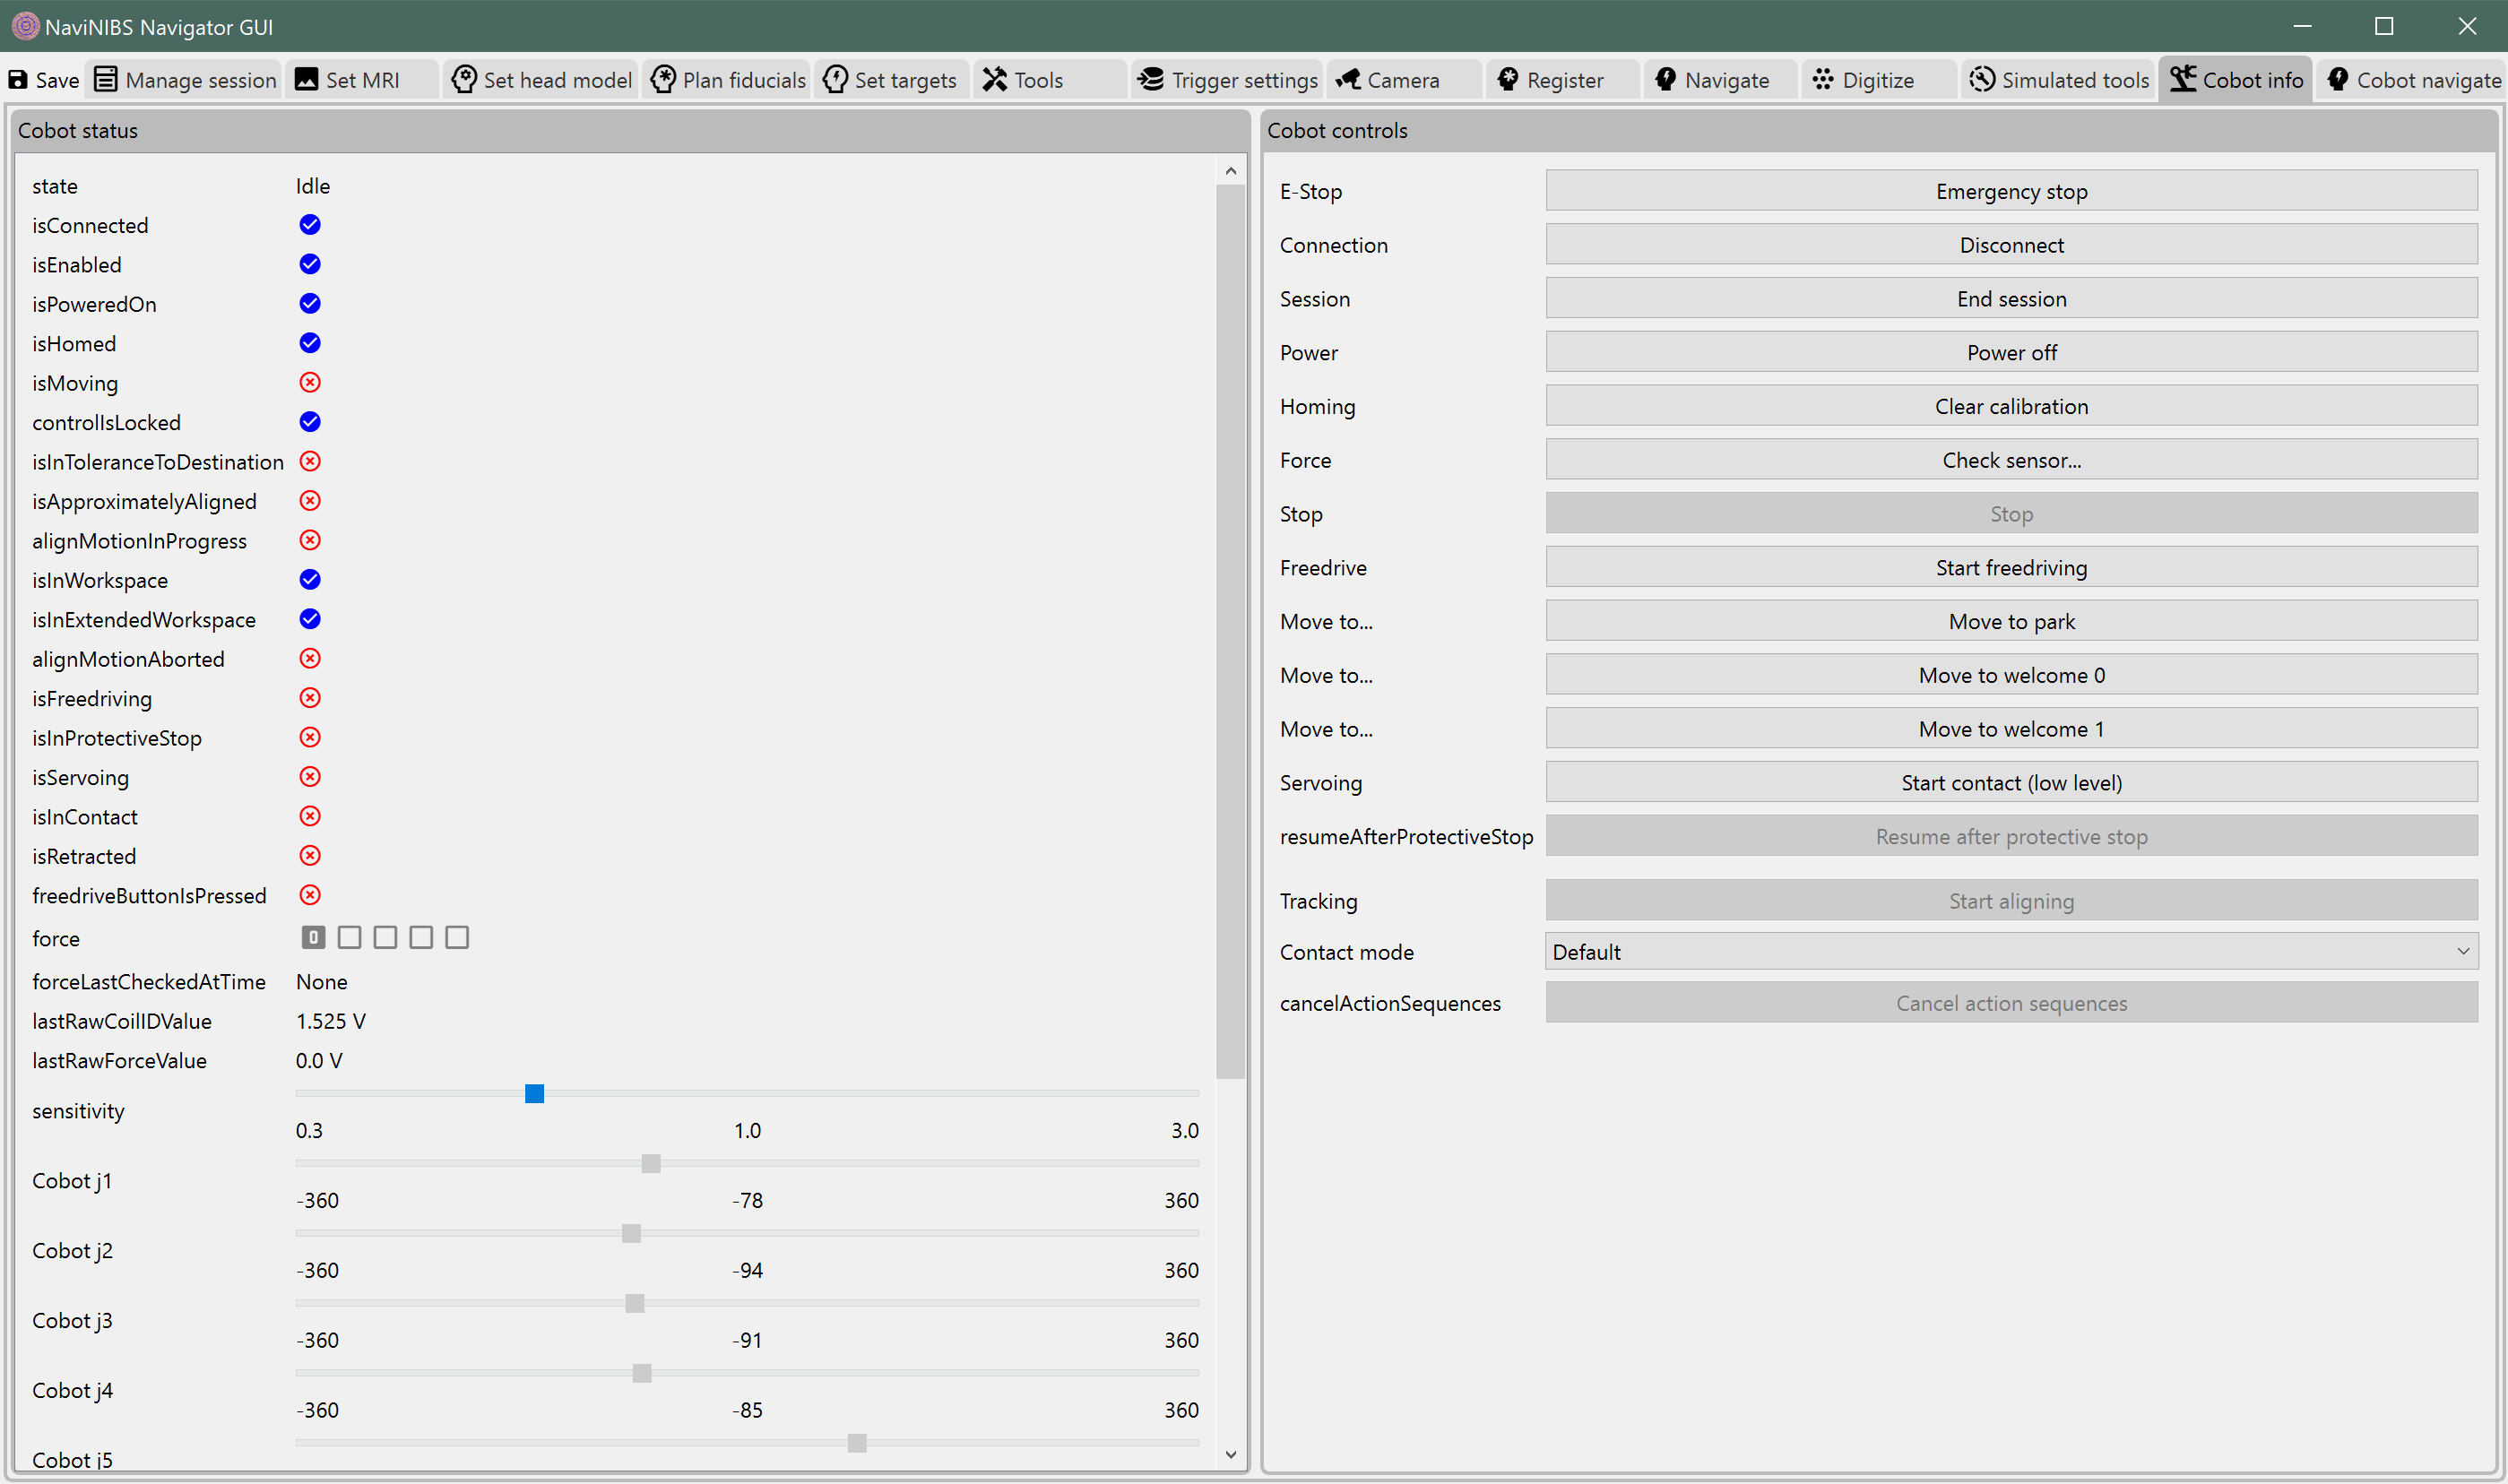 NaviNIBS Navigator GUI
Save Manage session Set MRI Set head model Plan fiducials Set targets Tools Trigger settings Camera Register Navigate Digitize Simulated tools Cobot info Cobot navigate
Cobot status
state Idle
isConnected
isEnabled
isPoweredOn
isHomed
isMoving
controlIsLocked
isInToleranceToDestination
isApproximatelyAligned
alignMotionInProgress
isInWorkspace
isInExtendedWorkspace
alignMotionAborted
isFreedriving
isInProtectiveStop
isServoing
isInContact
isRetracted
freedriveButtonIsPressed
force 0
forceLastCheckedAtTime None
lastRawCoilIDValue 1.525 V
lastRawForceValue 0.0 V
sensitivity
0.3 1.0 3.0
Cobot j1
-360 -78 360
Cobot j2
-360 -94 360
Cobot j3
-360 -91 360
Cobot j4
-360 -85 360
Cobot j5
Cobot controls
E-Stop Emergency stop
Connection Disconnect
Session End session
Power Power off
Homing Clear calibration
Force Check sensor...
Stop Stop
Freedrive Start freedriving
Move to... Move to park
Move to... Move to welcome 0
Move to... Move to welcome 1
Servoing Start contact (low level)
resumeAfterProtectiveStop Resume after protective stop
Tracking Start aligning
Contact mode Default
cancelActionSequences Cancel action sequences